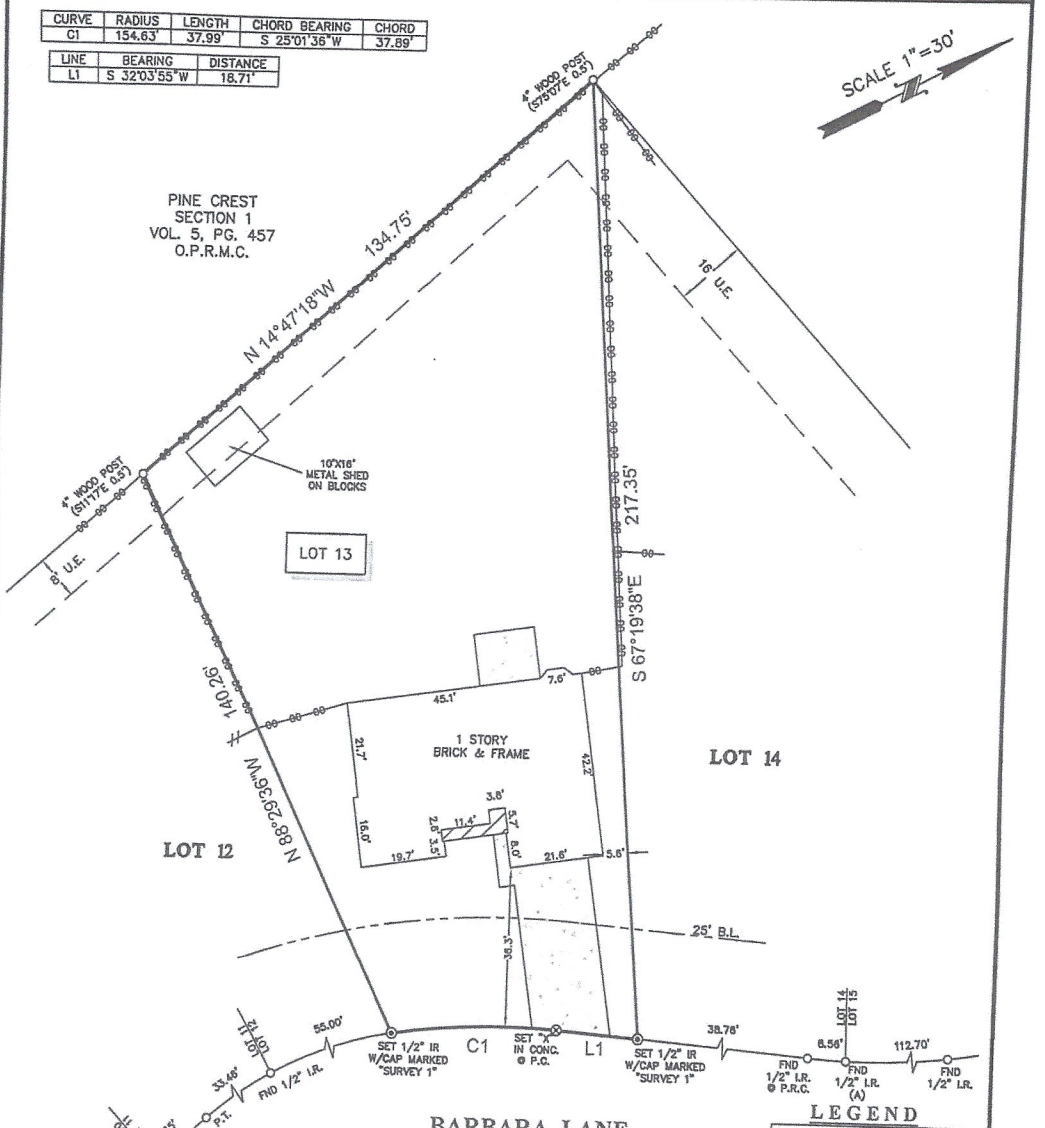 CURVE RADIUS LENGTH CHORD BEARING CHORD
C1 154.63' 37.99' S 25°01'36"W 37.89'
LINE BEARING DISTANCE
L1 S 32°03'55"W 18.71'
4" WOOD POST
(S75°07'E 0.5')
SCALE 1"=30'
N
PINE CREST
SECTION 1
VOL. 5, PG. 457
O.P.R.M.C.
N 14°47'18"W 134.75'
16' U.E.
10'X16'
METAL SHED
ON BLOCKS
4" WOOD POST
(S11°17'E 0.5')
8' U.E.
LOT 13
S 67°19'38"E 217.35'
N 88°29'36"W 140.26'
45.1'
7.6'
21.7'
1 STORY
BRICK & FRAME
42.2'
LOT 14
3.8'
16.0'
2.6'
11.4'
5.7'
3.5'
8.0'
LOT 12
19.7'
21.6'
5.6'
25' B.L.
36.3'
LOT 11
LOT 12
55.00'
SET 1/2" IR
W/CAP MARKED
"SURVEY 1"
C1
SET "X"
IN CONC.
@ P.C.
L1
SET 1/2" IR
W/CAP MARKED
"SURVEY 1"
38.78'
LOT 14
LOT 15
FND
1/2" I.R.
@ P.R.C.
8.56'
FND
1/2" I.R.
(A)
112.70'
FND
1/2" I.R.
33.46'
FND 1/2" I.R.
P.T.
BARBARA LANE
LEGEND